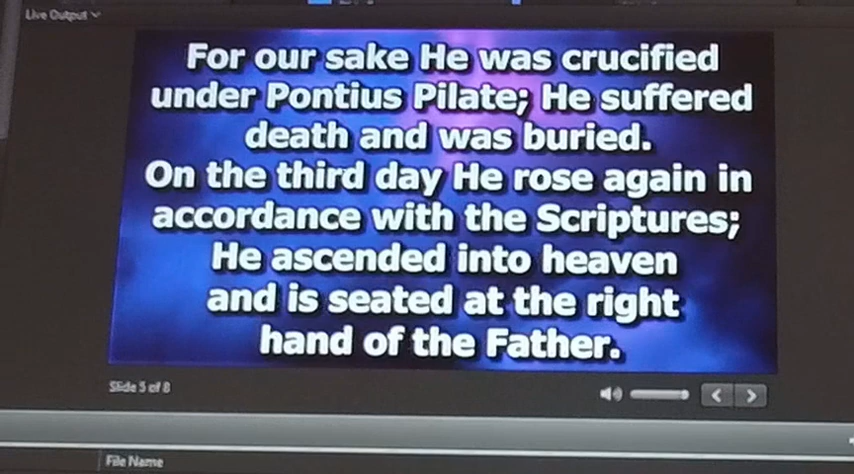 Live Output
For our sake He was crucified
under Pontius Pilate; He suffered
death and was buried.
On the third day He rose again in
accordance with the Scriptures;
He ascended into heaven
and is seated at the right
hand of the Father.
Slide 5 of 8
File Name